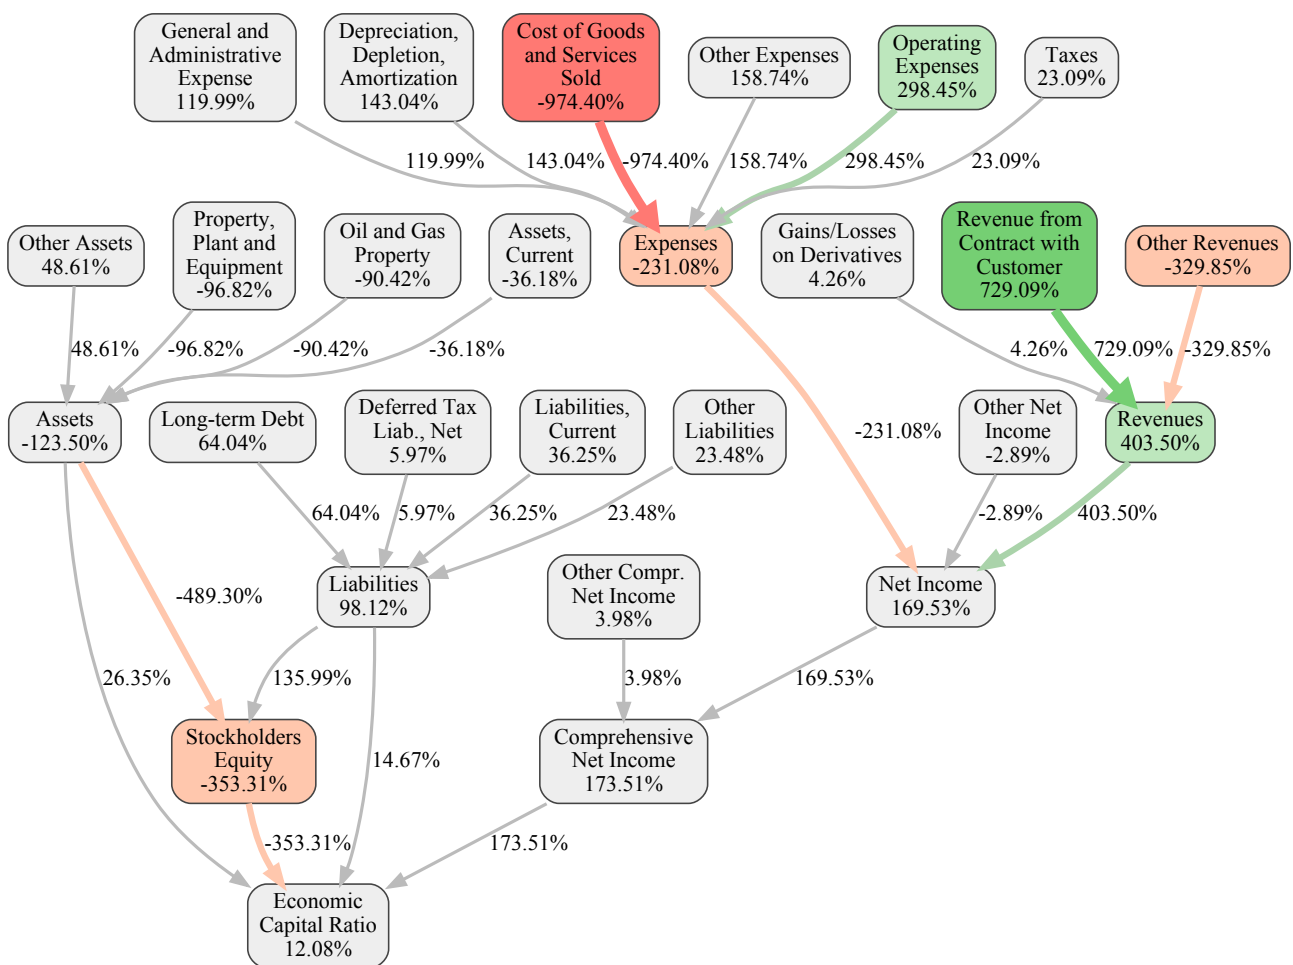 General and
Administrative
Expense
119.99%
Depreciation,
Depletion,
Amortization
143.04%
Cost of Goods
and Services
Sold
-974.40%
Other Expenses
158.74%
Operating
Expenses
298.45%
Taxes
23.09%
119.99%
143.04%
-974.40%
158.74%
298.45%
23.09%
Other Assets
48.61%
Property,
Plant and
Equipment
-96.82%
Oil and Gas
Property
-90.42%
Assets,
Current
-36.18%
Expenses
-231.08%
Gains/Losses
on Derivatives
4.26%
Revenue from
Contract with
Customer
729.09%
Other Revenues
-329.85%
48.61%
-96.82%
-90.42%
-36.18%
4.26%
729.09%
-329.85%
Assets
-123.50%
Long-term Debt
64.04%
Deferred Tax
Liab., Net
5.97%
Liabilities,
Current
36.25%
Other
Liabilities
23.48%
-231.08%
Other Net
Income
-2.89%
Revenues
403.50%
64.04%
5.97%
36.25%
23.48%
-2.89%
403.50%
-489.30%
Liabilities
98.12%
Other Compr.
Net Income
3.98%
Net Income
169.53%
26.35%
135.99%
3.98%
169.53%
Stockholders
Equity
-353.31%
14.67%
Comprehensive
Net Income
173.51%
-353.31%
173.51%
Economic
Capital Ratio
12.08%